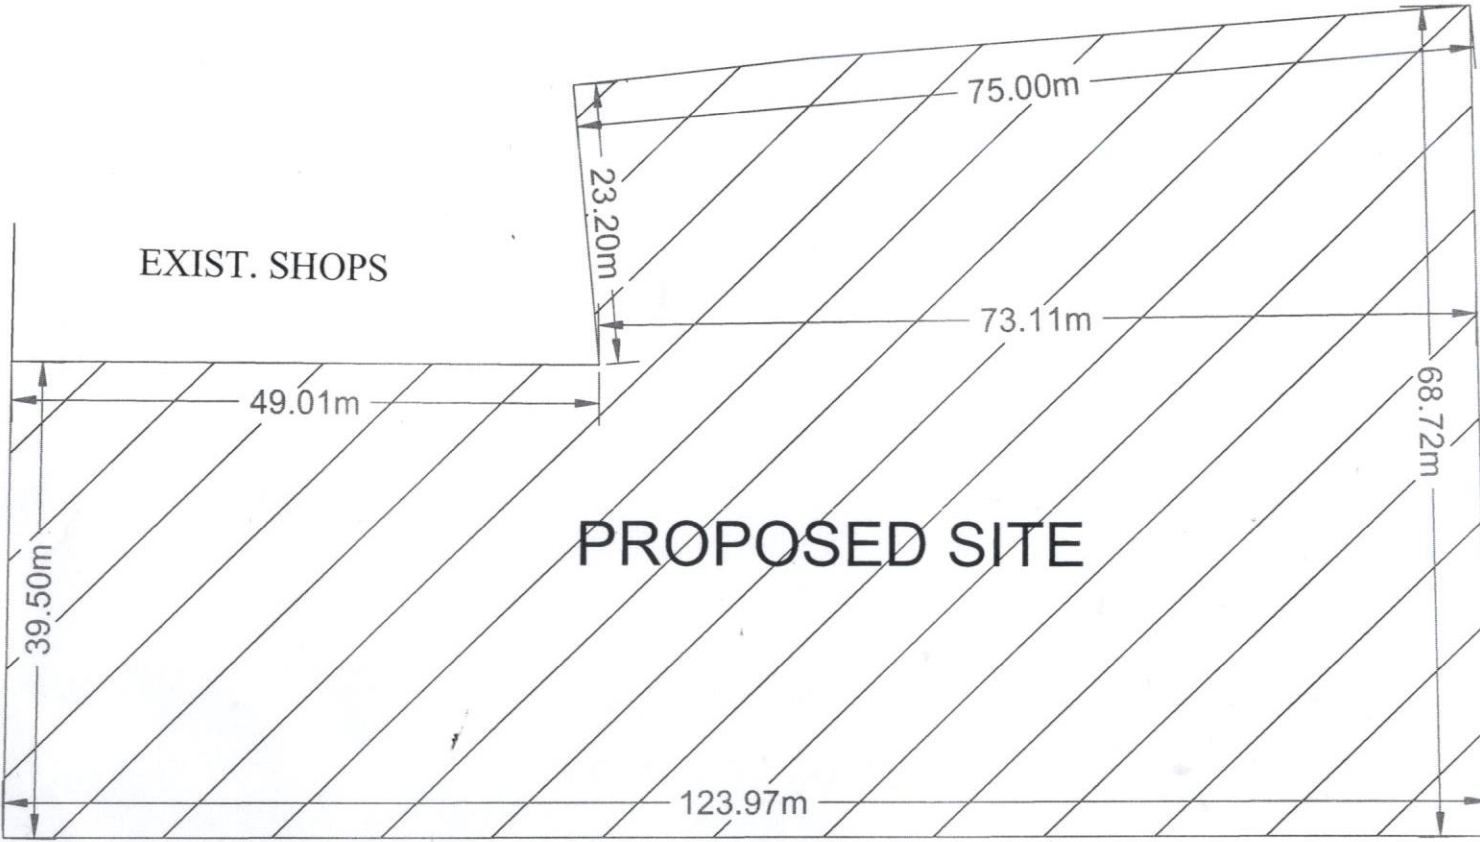 75.00m
23.20m
EXIST. SHOPS
73.11m
49.01m
68.72m
PROPOSED SITE
39.50m
123.97m